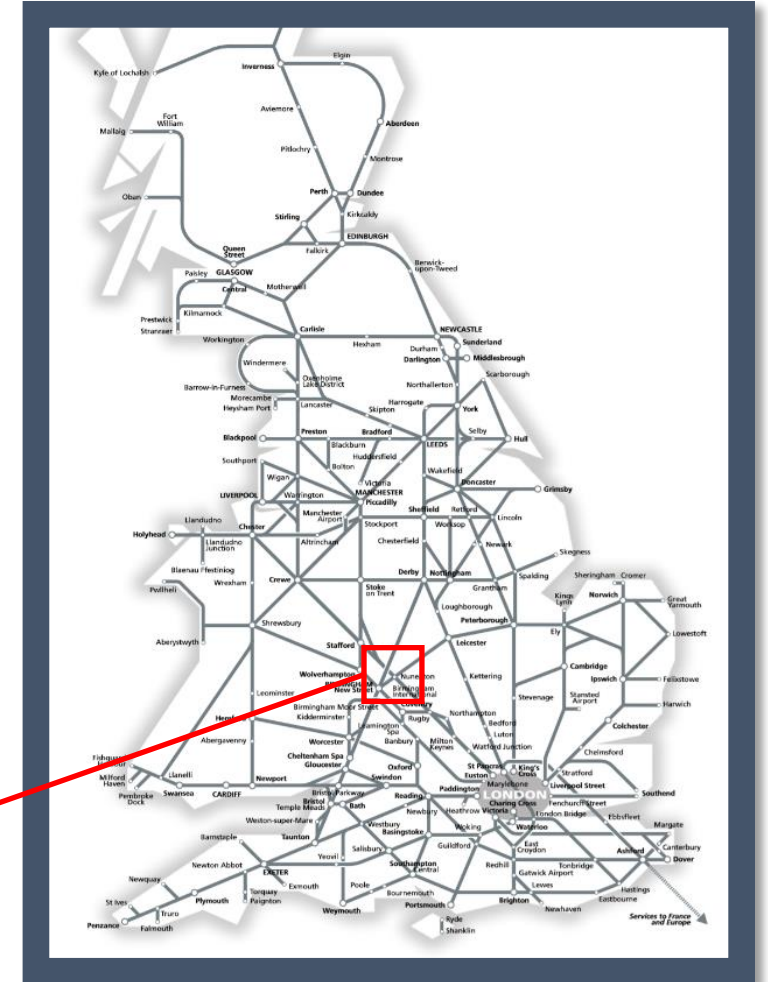 Elgin
Inverness
Kyle of Lochalsh
Aviemore
Fort
William
Aberdeen
Mallaig
Pitlochry
Montrose
Oban
Perth
Dundee
Stirling
Kirkcaldy
EDINBURGH
Queen
Street
Falkirk
Berwick-
upon-Tweed
Paisley
GLASGOW
Central
Motherwell
Kilmarnock
Prestwick
Stranraer
Carlisle
NEWCASTLE
Workington
Hexham
Sunderland
Durham
Darlington
Middlesbrough
Windermere
Scarborough
Oxenholme
Lake District
Northallerton
Barrow-in-Furness
Morecambe
Heysham Port
Lancaster
Harrogate
York
Skipton
Preston
Bradford
Selby
Blackpool
Blackburn
LEEDS
Hull
Huddersfield
Southport
Bolton
Wakefield
Wigan
Victoria
Doncaster
MANCHESTER
Piccadilly
LIVERPOOL
Warrington
Grimsby
Manchester
Airport
Sheffield
Retford
Stockport
Worksop
Lincoln
Llandudno
Chester
Holyhead
Llandudno
Junction
Altrincham
Chesterfield
Newark
Skegness
Blaenau Ffestiniog
Wrexham
Crewe
Derby
Nottingham
Spalding
Sheringham
Cromer
Pwllheli
Stoke
on Trent
Grantham
Kings
Lynn
Norwich
Great
Yarmouth
Loughborough
Shrewsbury
Peterborough
Ely
Aberystwyth
Stafford
Leicester
Lowestoft
Wolverhampton
Nuneaton
Kettering
Cambridge
New Street
Birmingham
International
Ipswich
Felixstowe
Leominster
Stevenage
Stansted
Airport
Birmingham Moor Street
Coventry
Harwich
Kidderminster
Rugby
Northampton
Bedford
Leamington
Spa
Colchester
Abergavenny
Worcester
Banbury
Milton
Keynes
Luton
Watford Junction
Chelmsford
Cheltenham Spa
Gloucester
Oxford
St Pancras
Euston
King's
Cross
Stratford
Milford
Haven
Llanelli
Newport
Swindon
Marylebone
Liverpool Street
Pembroke
Dock
Swansea
CARDIFF
Bristol Parkway
Reading
Paddington
LONDON
Southend
Bristol
Temple Meads
Bath
Newbury
Heathrow
Victoria
Charing Cross
Fenchurch Street
London Bridge
Ebbsfleet
Weston-super-Mare
Westbury
Basingstoke
Woking
Waterloo
Margate
Barnstaple
Taunton
Salisbury
Guildford
East
Croydon
Canterbury
Newton Abbot
Yeovil
Southampton
Central
Redhill
Tonbridge
Ashford
Dover
EXETER
Gatwick Airport
Newquay
Exmouth
Poole
Lewes
Hastings
Torquay
Paignton
Bournemouth
Eastbourne
St Ives
Plymouth
Weymouth
Portsmouth
Brighton
Newhaven
Truro
Penzance
Falmouth
Ryde
Shanklin
Services to France
and Europe